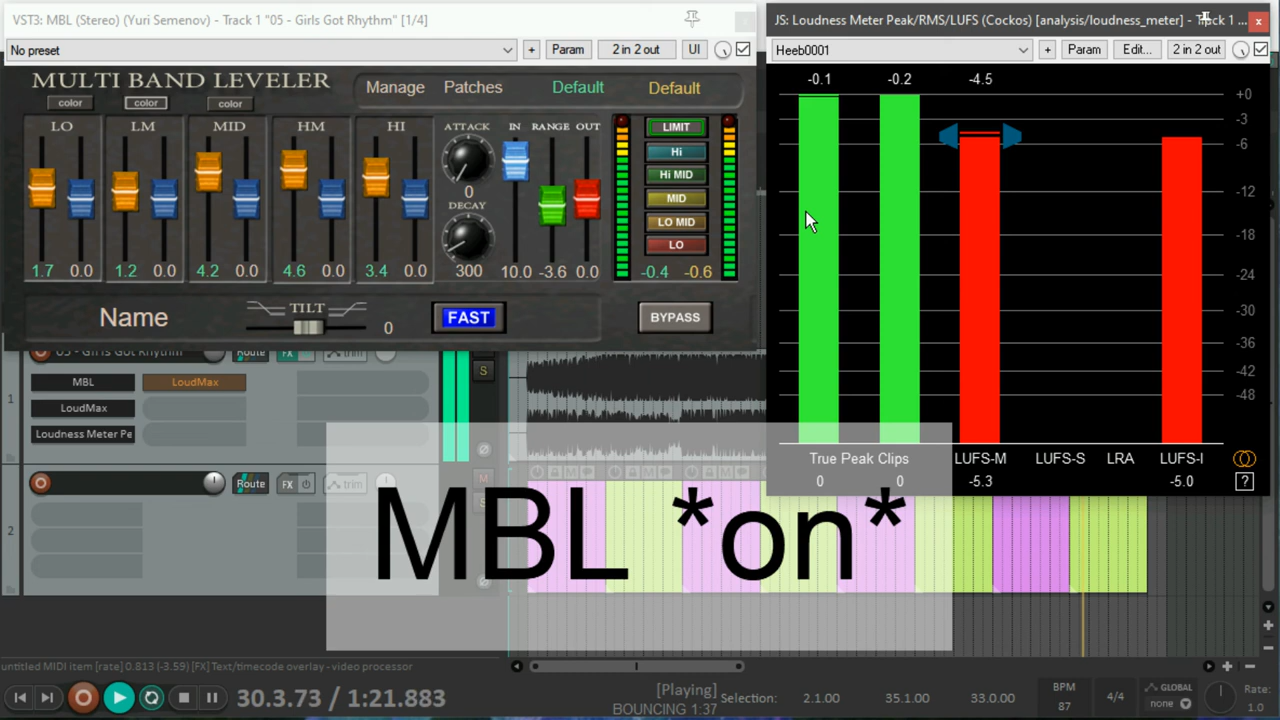 VST3: MBL (Stereo) (Yuri Semenov) - Track 1 "05 - Girls Got Rhythm" [1/4]
No preset
+
Param
2 in 2 out
UI
MULTI BAND LEVELER
Manage
Patches
Default
Default
color
color
color
LO
LM
MID
HM
HI
ATTACK
IN
RANGE
OUT
0
DECAY
LIMIT
Hi
Hi MID
MID
LO MID
LO
1.7 0.0
1.2 0.0
4.2 0.0
4.6 0.0
3.4 0.0
300
10.0 -3.6 0.0
-0.4 -0.6
Name
TILT
0
FAST
BYPASS
JS: Loudness Meter Peak/RMS/LUFS (Cockos) [analysis/loudness_meter] - Track 1 ...
x
Heeb0001
+
Param
Edit...
2 in 2 out
-0.1 -0.2 -4.5
+0
-3
-6
-12
-18
-24
-30
-36
-42
-48
True Peak Clips
LUFS-M
LUFS-S
LRA
LUFS-I
0 0 -5.3 -5.0
?
05 - Girls Got Rhythm
Route
FX
trim
1
MBL
LoudMax
LoudMax
Loudness Meter Pe
S
2
Route
FX
trim
M
S
MBL *on*
untitled MIDI item [rate] 0.813 (-3.59) [FX] Text/timecode overlay - video processor
30.3.73 / 1:21.883
[Playing]
BOUNCING 1:37
Selection:
2.1.00
35.1.00
33.0.00
BPM
87
4/4
GLOBAL
none
Rate:
1.0